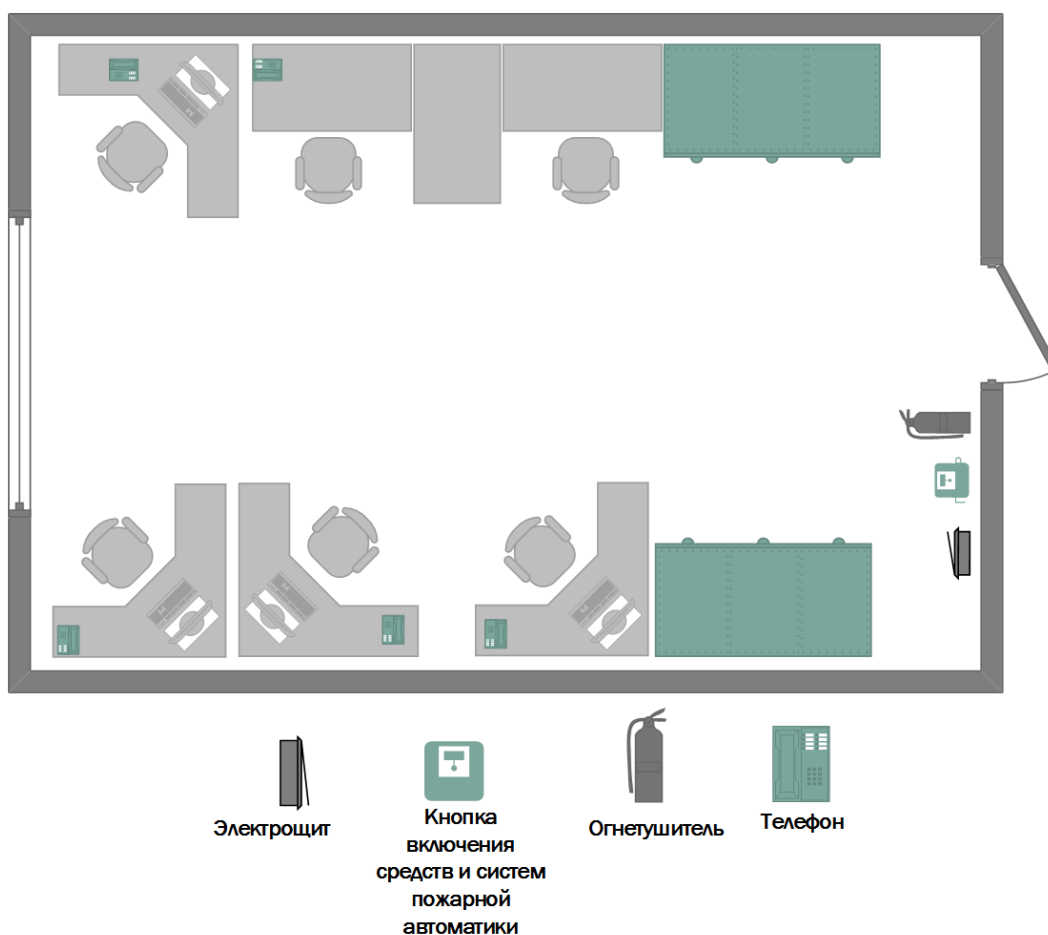 Электрощит
Кнопка
включения
средств и систем
пожарной
автоматики
Огнетушитель
Телефон